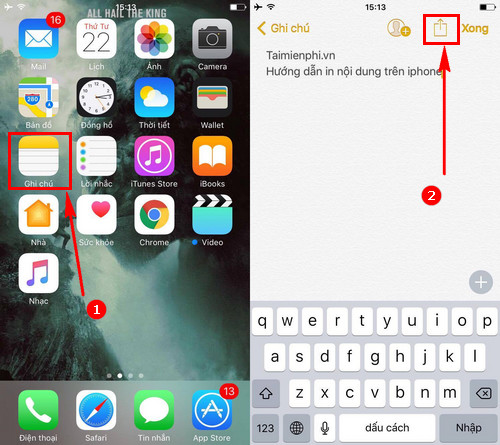 15:13
ALL HAIL THE KING
16
Thứ Tư
22
Mail
Lịch
Ảnh
Camera
280
Bản đồ
Đồng hồ
Thời tiết
Wallet
Ghi chú
Lời nhắc
iTunes Store
iBooks
Nhà
Sức khỏe
Chrome
Video
Nhạc
1
13
Điện thoại
Safari
Tin nhắn
App Store
15:13
Ghi chú
Xong
Taimienphi.vn
Hướng dẫn in nội dung trên iphone
2
q w e r t y u i o p
a s d f g h j k l
z x c v b n m
123
dấu cách
Nhập